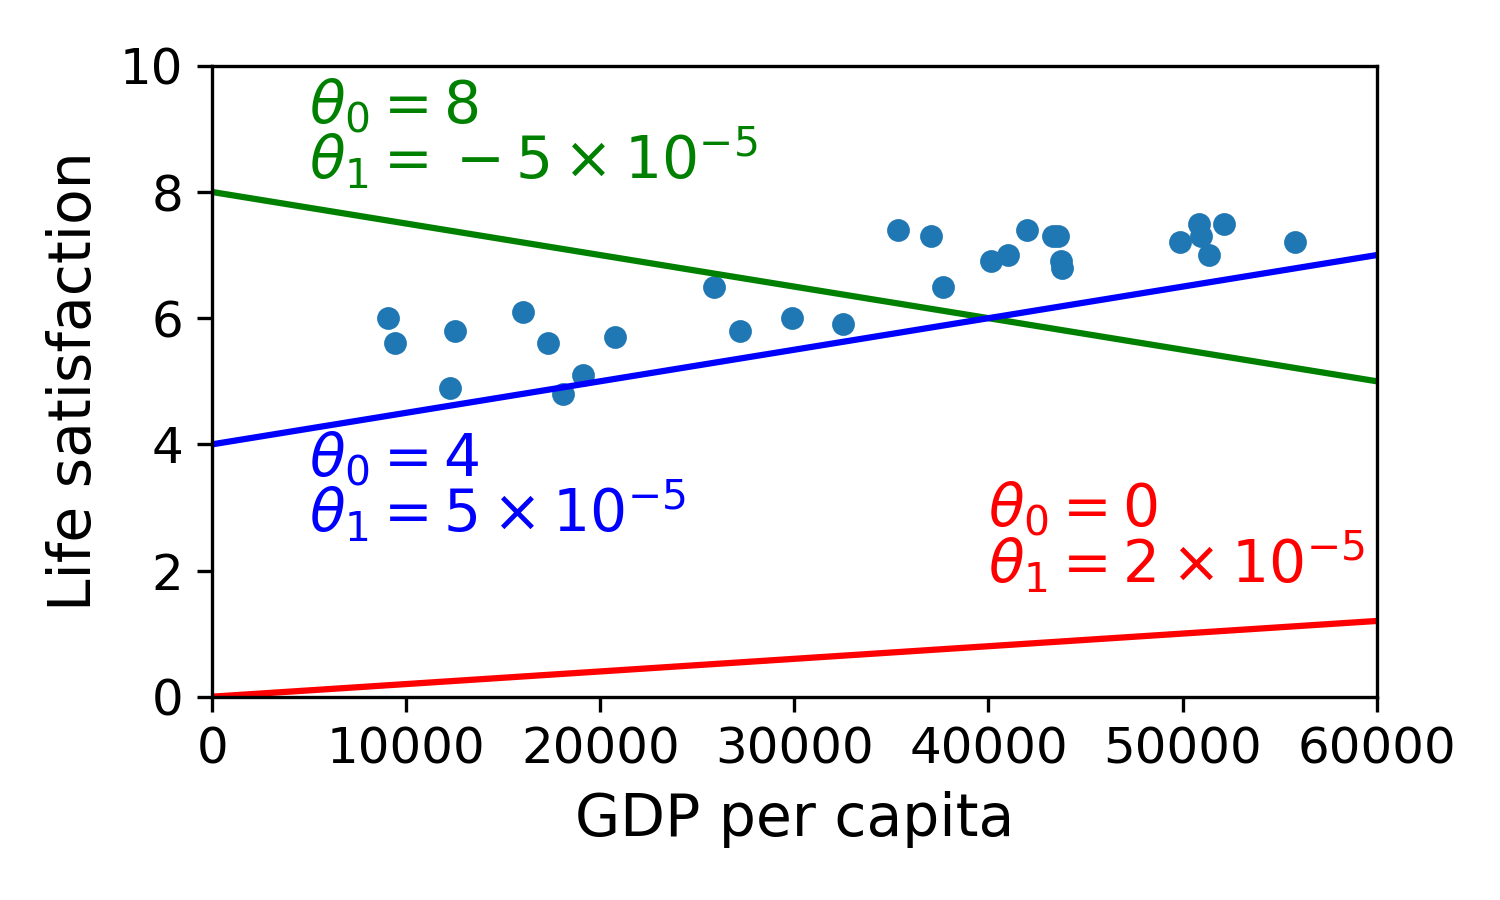 10
θ₀ = 8
θ₁ = − 5 × 10⁻⁵
8
6
4
θ₀ = 4
θ₁ = 5 × 10⁻⁵
θ₀ = 0
θ₁ = 2 × 10⁻⁵
2
0
Life satisfaction
0 10000 20000 30000 40000 50000 60000
GDP per capita